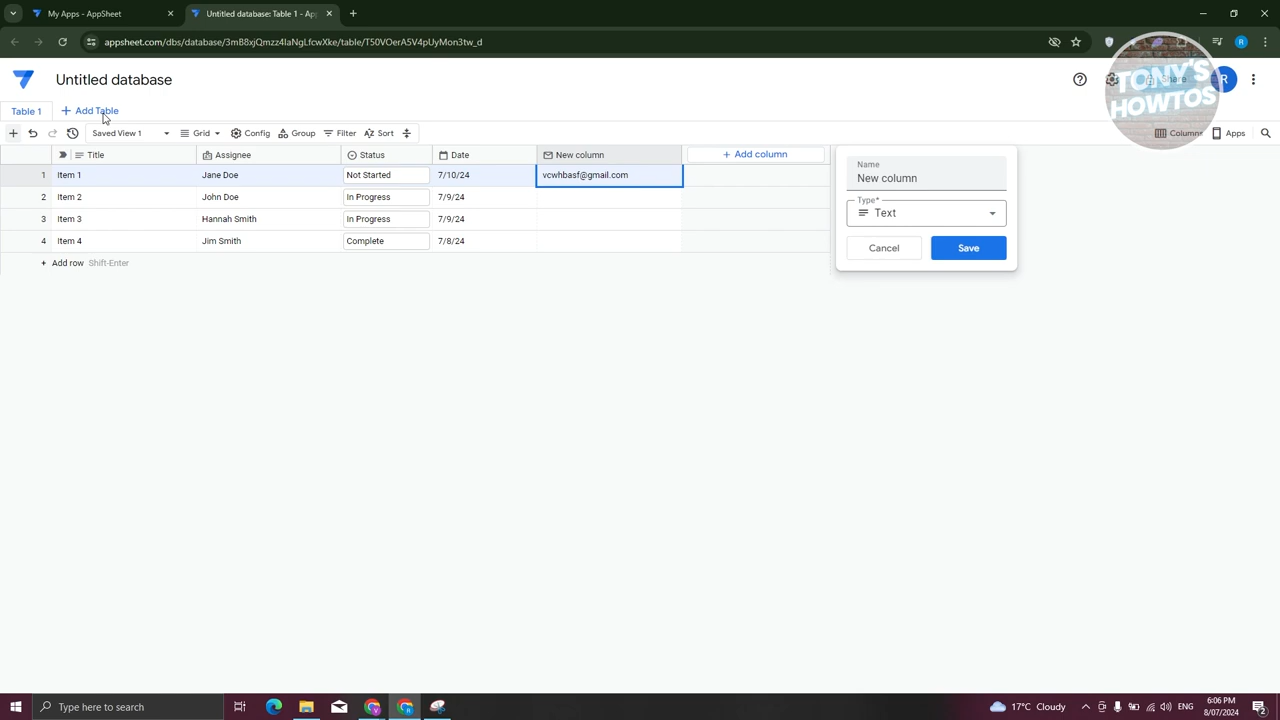 My Apps - AppSheet
Untitled database: Table 1 - Ap
appsheet.com/dbs/database/3mB8xjQmzz4IaNgLfcwXke/table/T50VOerA5V4pUyMon3tw_d
R
Untitled database
Share
R
TONY'S
HOWTOS
Table 1
+ Add Table
Saved View 1
Grid
Config
Group
Filter
Sort
Columns
Apps
Title
Assignee
Status
Date
New column
+ Add column
1 Item 1 Jane Doe Not Started 7/10/24 vcwhbasf@gmail.com
2 Item 2 John Doe In Progress 7/9/24
3 Item 3 Hannah Smith In Progress 7/9/24
4 Item 4 Jim Smith Complete 7/8/24
+ Add row Shift-Enter
Name
New column
Type*
Text
Cancel
Save
Type here to search
17°C Cloudy
ENG
6:06 PM
8/07/2024
2